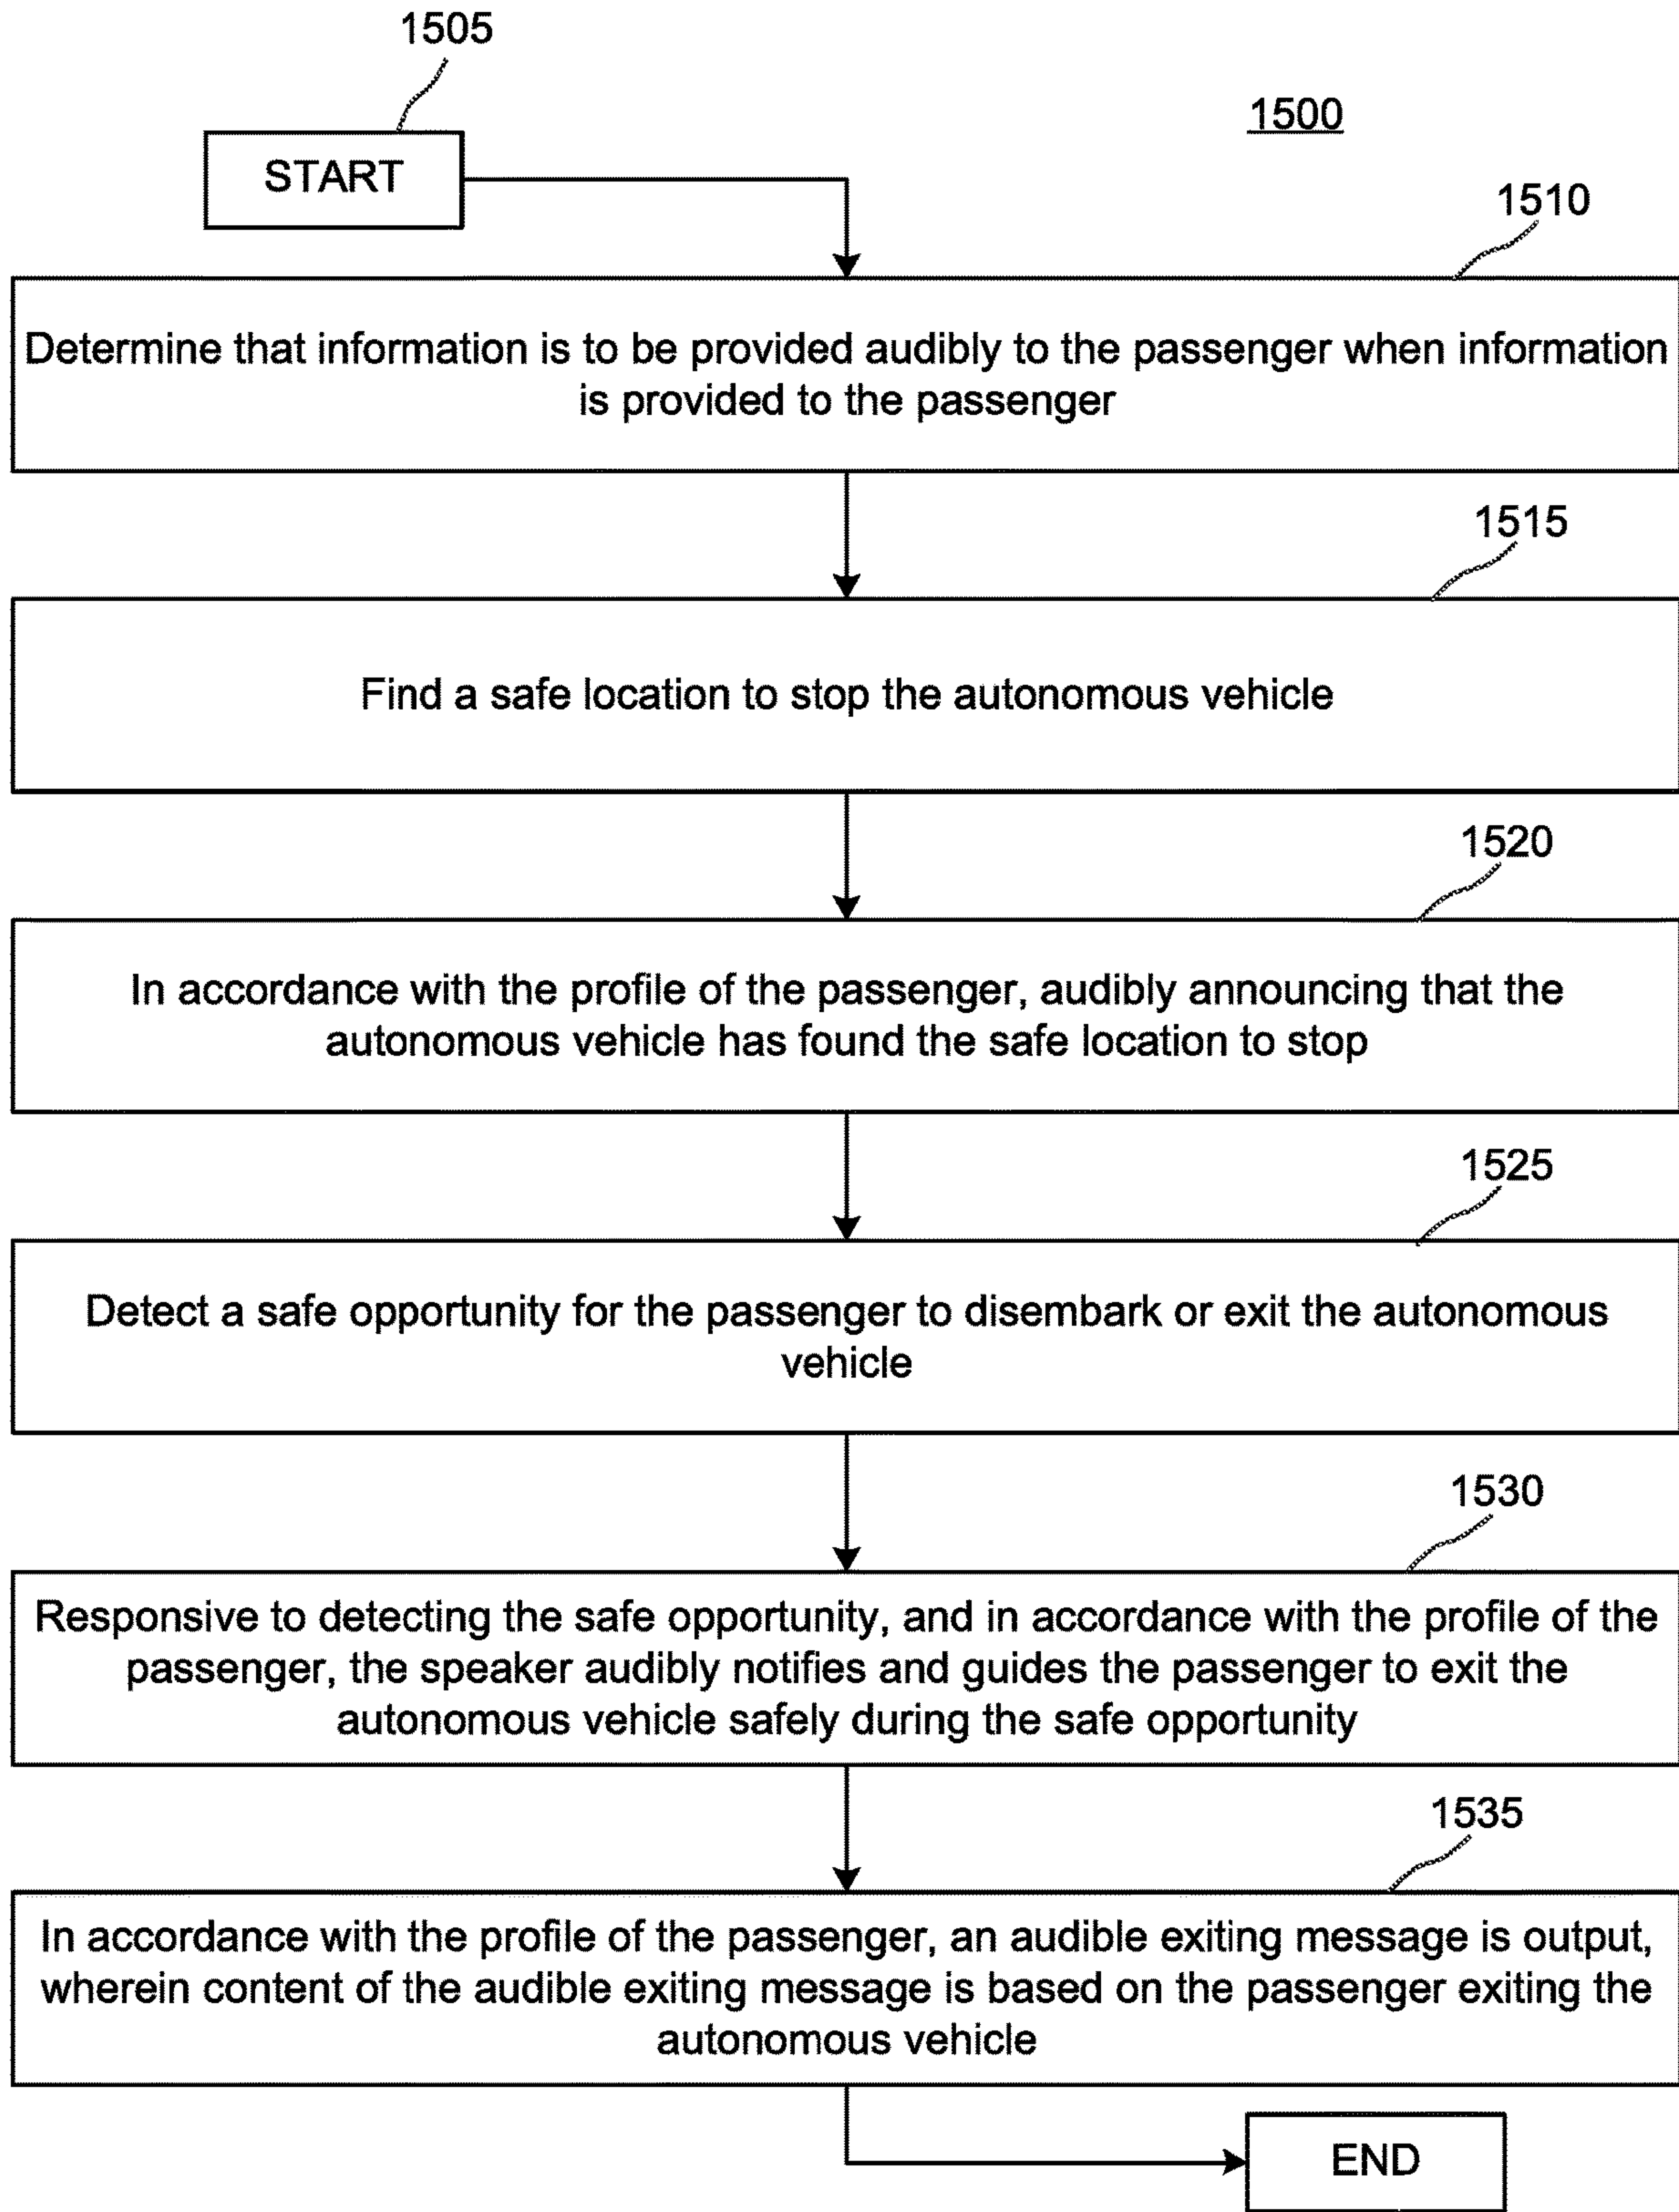 1505
1500
START
1510
Determine that information is to be provided audibly to the passenger when information
is provided to the passenger
1515
Find a safe location to stop the autonomous vehicle
1520
In accordance with the profile of the passenger, audibly announcing that the
autonomous vehicle has found the safe location to stop
1525
Detect a safe opportunity for the passenger to disembark or exit the autonomous
vehicle
1530
Responsive to detecting the safe opportunity, and in accordance with the profile of the
passenger, the speaker audibly notifies and guides the passenger to exit the
autonomous vehicle safely during the safe opportunity
1535
In accordance with the profile of the passenger, an audible exiting message is output,
wherein content of the audible exiting message is based on the passenger exiting the
autonomous vehicle
END